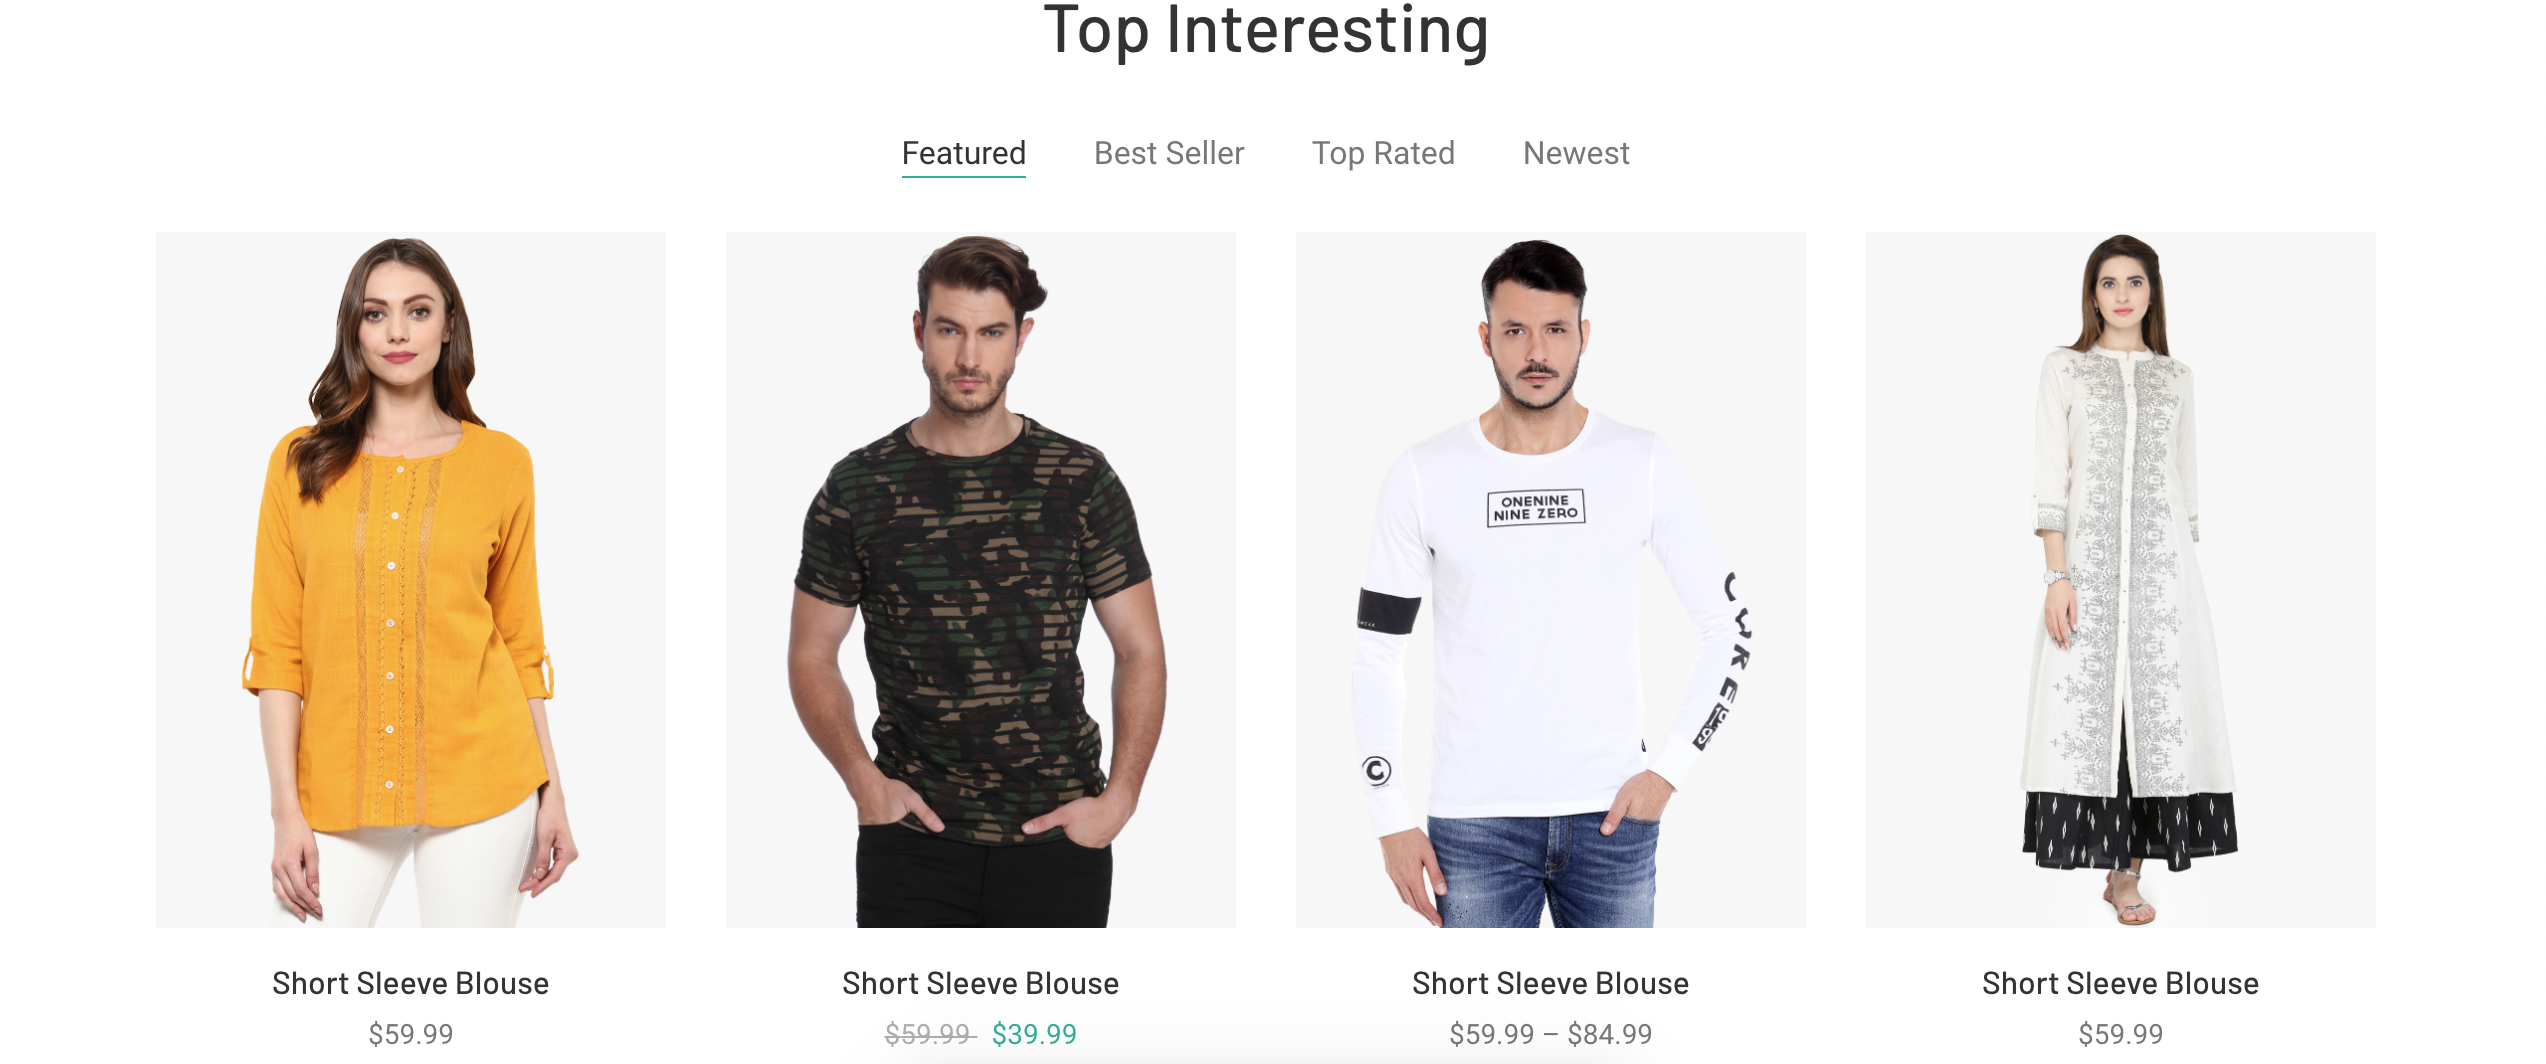 Top Interesting
Featured Best Seller Top Rated Newest
ONENINE
NINE ZERO
C
Short Sleeve Blouse Short Sleeve Blouse Short Sleeve Blouse Short Sleeve Blouse
$59.99 $59.99 $39.99 $59.99 – $84.99 $59.99